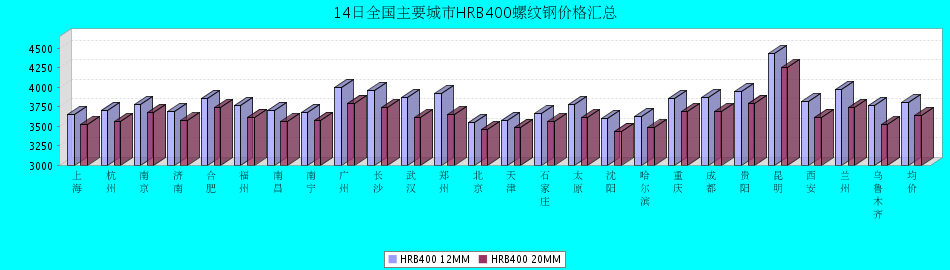 14日全国主要城市HRB400螺纹钢价格汇总
4500
4250
4000
3750
3500
3250
3000
上海
杭州
南京
济南
合肥
福州
南昌
南宁
广州
长沙
武汉
郑州
北京
天津
石家庄
太原
沈阳
哈尔滨
重庆
成都
贵阳
昆明
西安
兰州
乌鲁木齐
均价
HRB400 12MM
HRB400 20MM